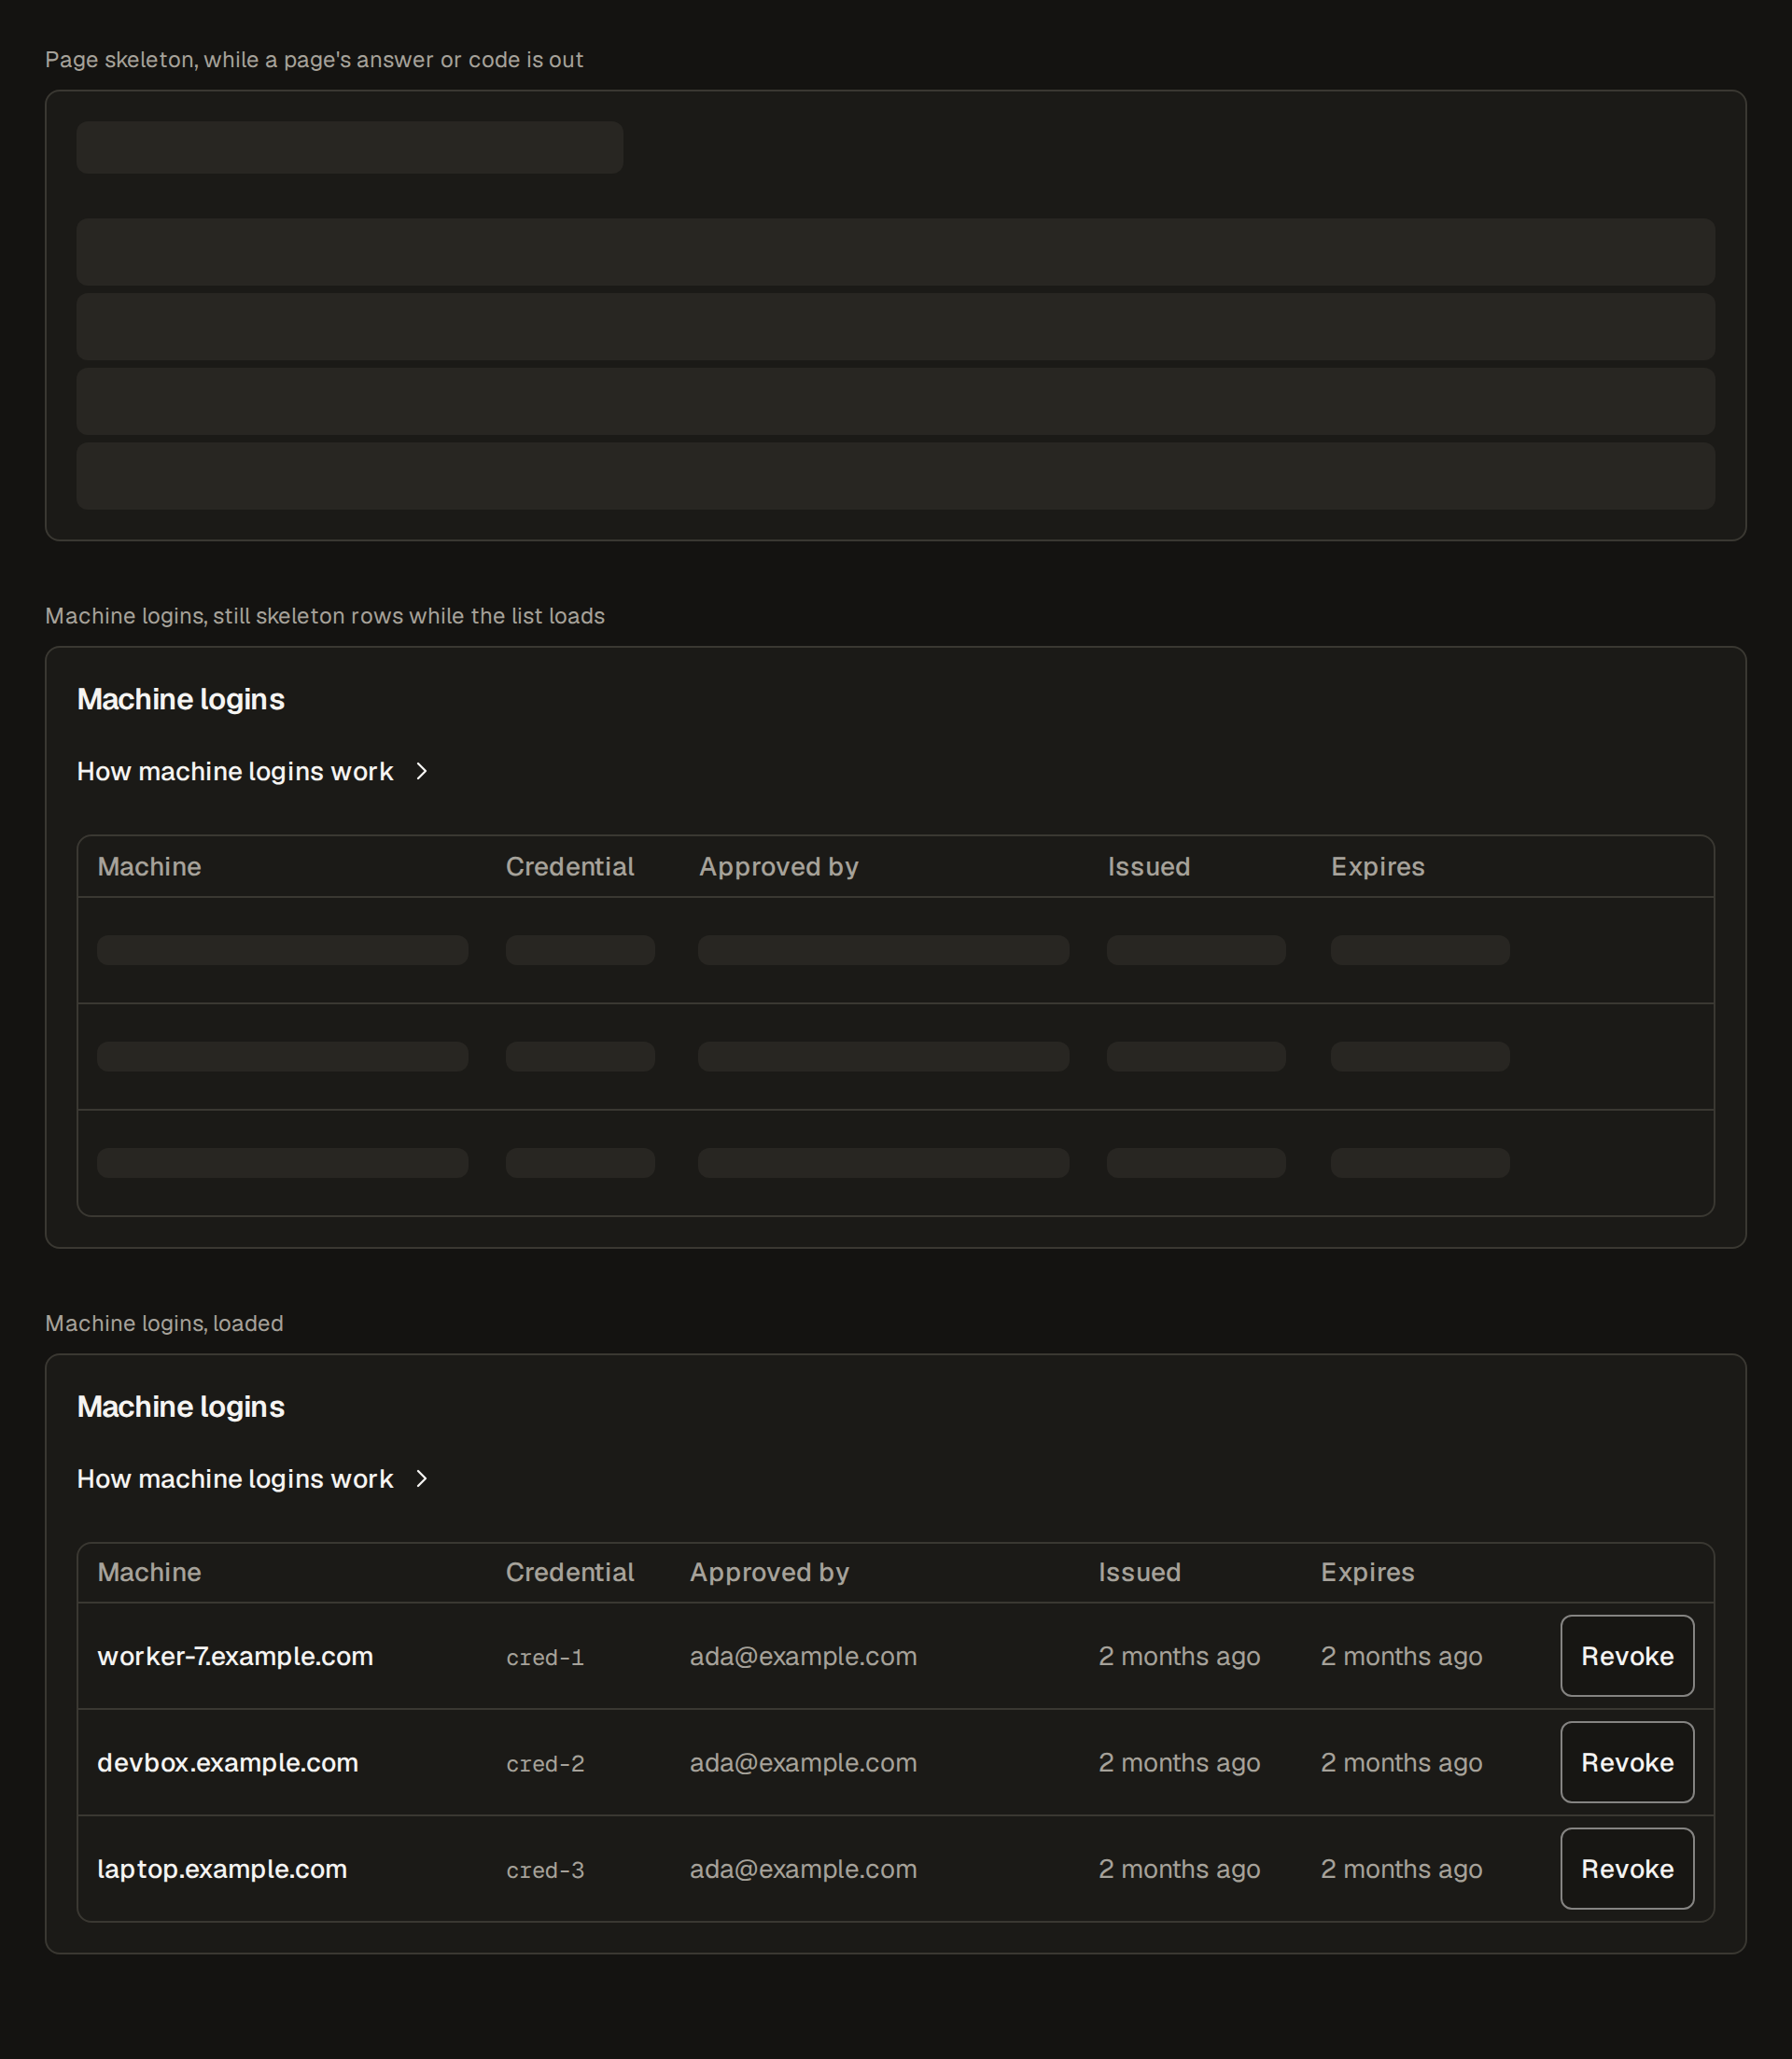 Page skeleton, while a page's answer or code is out
Machine logins, still skeleton rows while the list loads
Machine logins
How machine logins work
Machine Credential Approved by Issued Expires
Machine logins, loaded
Machine logins
How machine logins work
Machine Credential Approved by Issued Expires
worker-7.example.com cred-1 ada@example.com 2 months ago 2 months ago Revoke
devbox.example.com cred-2 ada@example.com 2 months ago 2 months ago Revoke
laptop.example.com cred-3 ada@example.com 2 months ago 2 months ago Revoke